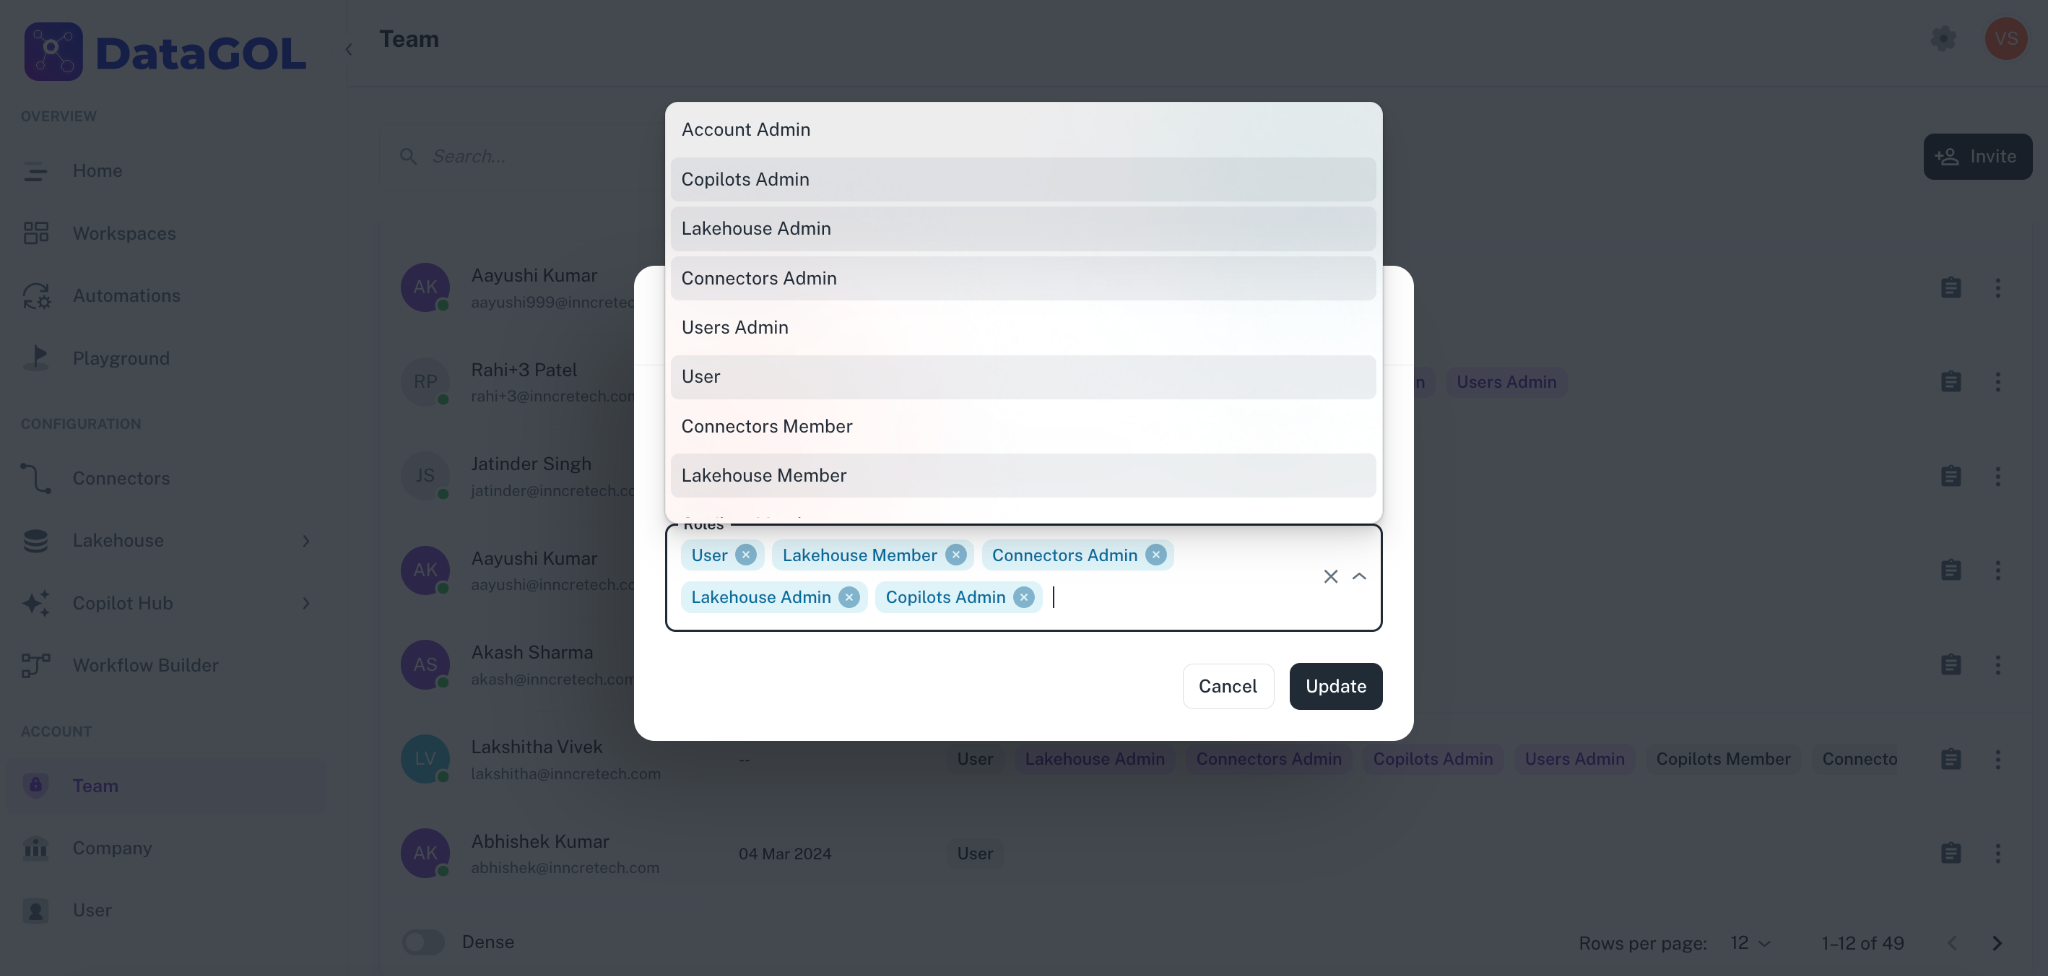 DataGOL
Team
VS
OVERVIEW
Home
Workspaces
Automations
Playground
CONFIGURATION
Connectors
Lakehouse
Copilot Hub
Workflow Builder
ACCOUNT
Team
Company
User
Search...
Invite
Account Admin
Copilots Admin
Lakehouse Admin
Connectors Admin
Users Admin
User
Connectors Member
Lakehouse Member
Roles
User
Lakehouse Member
Connectors Admin
Lakehouse Admin
Copilots Admin
Cancel
Update
AK
Aayushi Kumar
aayushi999@inncretec
RP
Rahi+3 Patel
rahi+3@inncretech.con
n
Users Admin
JS
Jatinder Singh
jatinder@inncretech.co
AK
Aayushi Kumar
aayushi@inncretech.con
AS
Akash Sharma
akash@inncretech.com
LV
Lakshitha Vivek
lakshitha@inncretech.com
--
User
Lakehouse Admin
Connectors Admin
Copilots Admin
Users Admin
Copilots Member
Connecto
AK
Abhishek Kumar
abhishek@inncretech.com
04 Mar 2024
User
Dense
Rows per page: 12
1–12 of 49